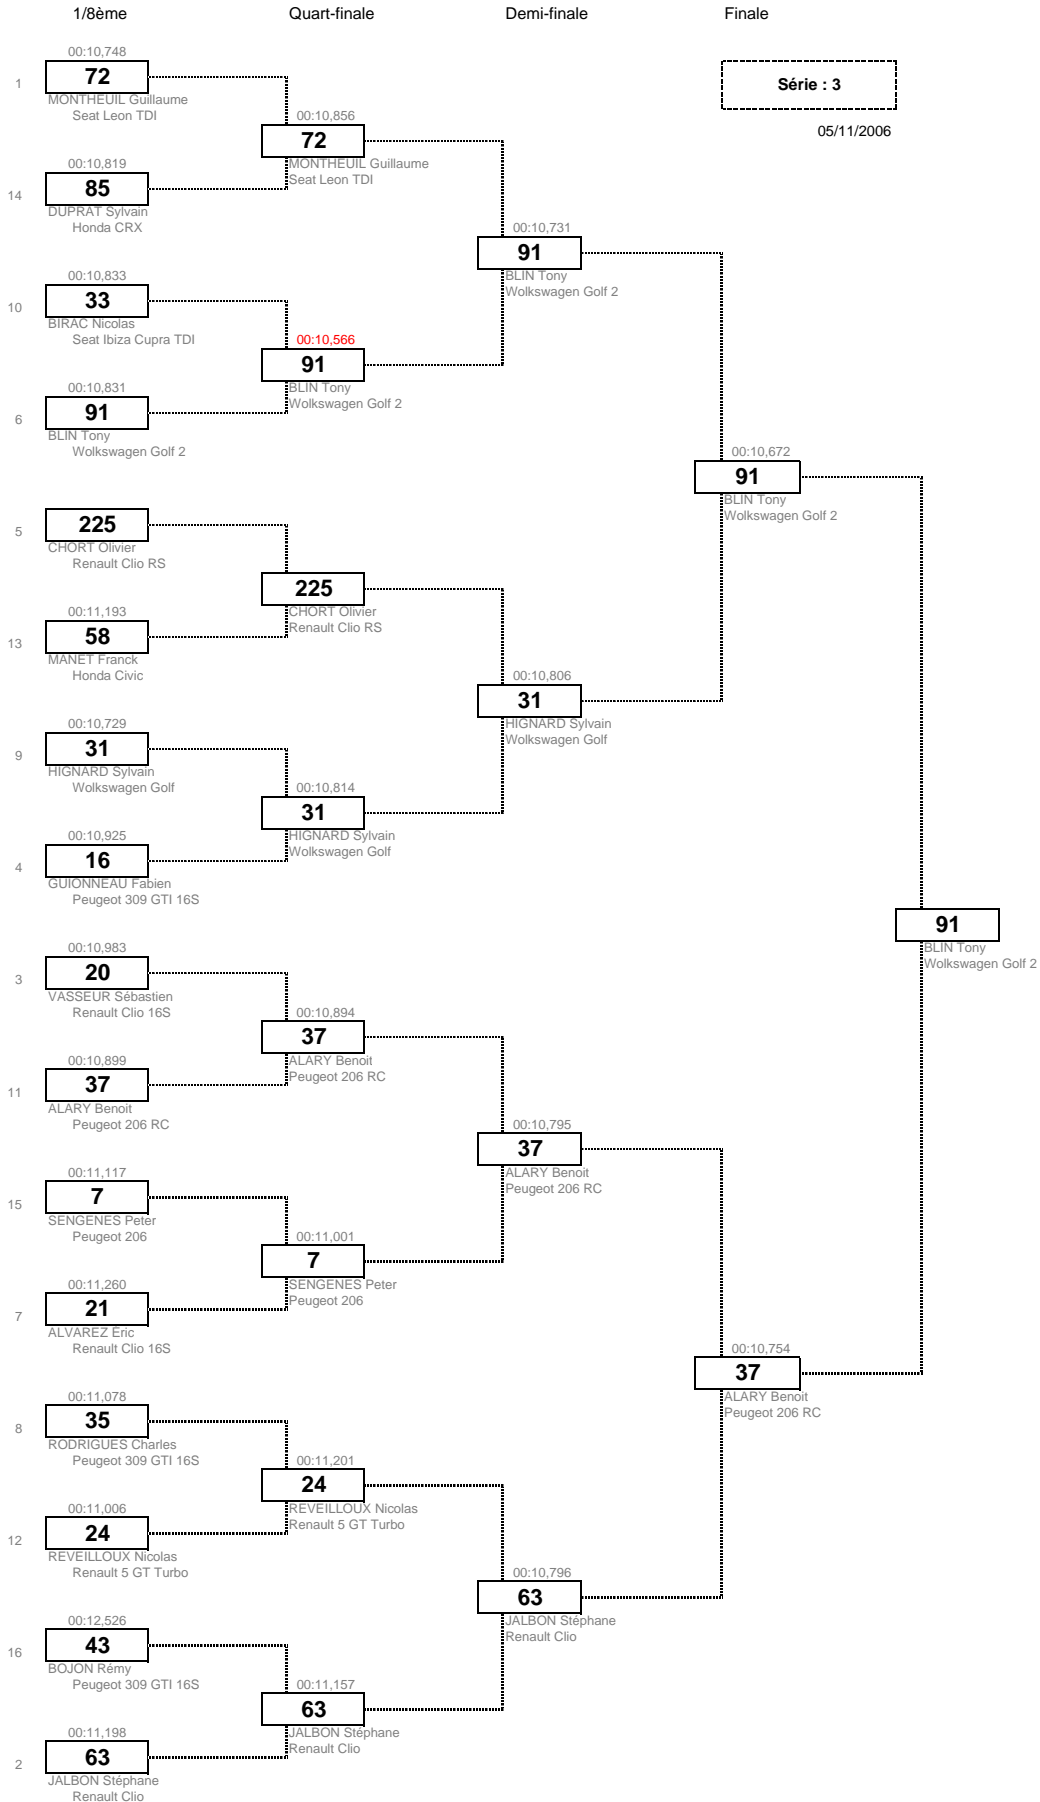 1/8ème
Quart-finale
Demi-finale
Finale
Série : 3
05/11/2006
00:10,748
1
72
MONTHEUIL Guillaume
Seat Leon TDI
00:10,819
14
85
DUPRAT Sylvain
Honda CRX
00:10,833
10
33
BIRAC Nicolas
Seat Ibiza Cupra TDI
00:10,831
6
91
BLIN Tony
Wolkswagen Golf 2
5
225
CHORT Olivier
Renault Clio RS
00:11,193
13
58
MANET Franck
Honda Civic
00:10,729
9
31
HIGNARD Sylvain
Wolkswagen Golf
00:10,925
4
16
GUIONNEAU Fabien
Peugeot 309 GTI 16S
00:10,983
3
20
VASSEUR Sébastien
Renault Clio 16S
00:10,899
11
37
ALARY Benoit
Peugeot 206 RC
00:11,117
15
7
SENGENES Peter
Peugeot 206
00:11,260
7
21
ALVAREZ Eric
Renault Clio 16S
00:11,078
8
35
RODRIGUES Charles
Peugeot 309 GTI 16S
00:11,006
12
24
REVEILLOUX Nicolas
Renault 5 GT Turbo
00:12,526
16
43
BOJON Rémy
Peugeot 309 GTI 16S
00:11,198
2
63
JALBON Stéphane
Renault Clio
00:10,856
72
MONTHEUIL Guillaume
Seat Leon TDI
00:10,566
91
BLIN Tony
Wolkswagen Golf 2
225
CHORT Olivier
Renault Clio RS
00:10,814
31
HIGNARD Sylvain
Wolkswagen Golf
00:10,894
37
ALARY Benoit
Peugeot 206 RC
00:11,001
7
SENGENES Peter
Peugeot 206
00:11,201
24
REVEILLOUX Nicolas
Renault 5 GT Turbo
00:11,157
63
JALBON Stéphane
Renault Clio
00:10,731
91
BLIN Tony
Wolkswagen Golf 2
00:10,806
31
HIGNARD Sylvain
Wolkswagen Golf
00:10,795
37
ALARY Benoit
Peugeot 206 RC
00:10,796
63
JALBON Stéphane
Renault Clio
00:10,672
91
BLIN Tony
Wolkswagen Golf 2
00:10,754
37
ALARY Benoit
Peugeot 206 RC
91
BLIN Tony
Wolkswagen Golf 2